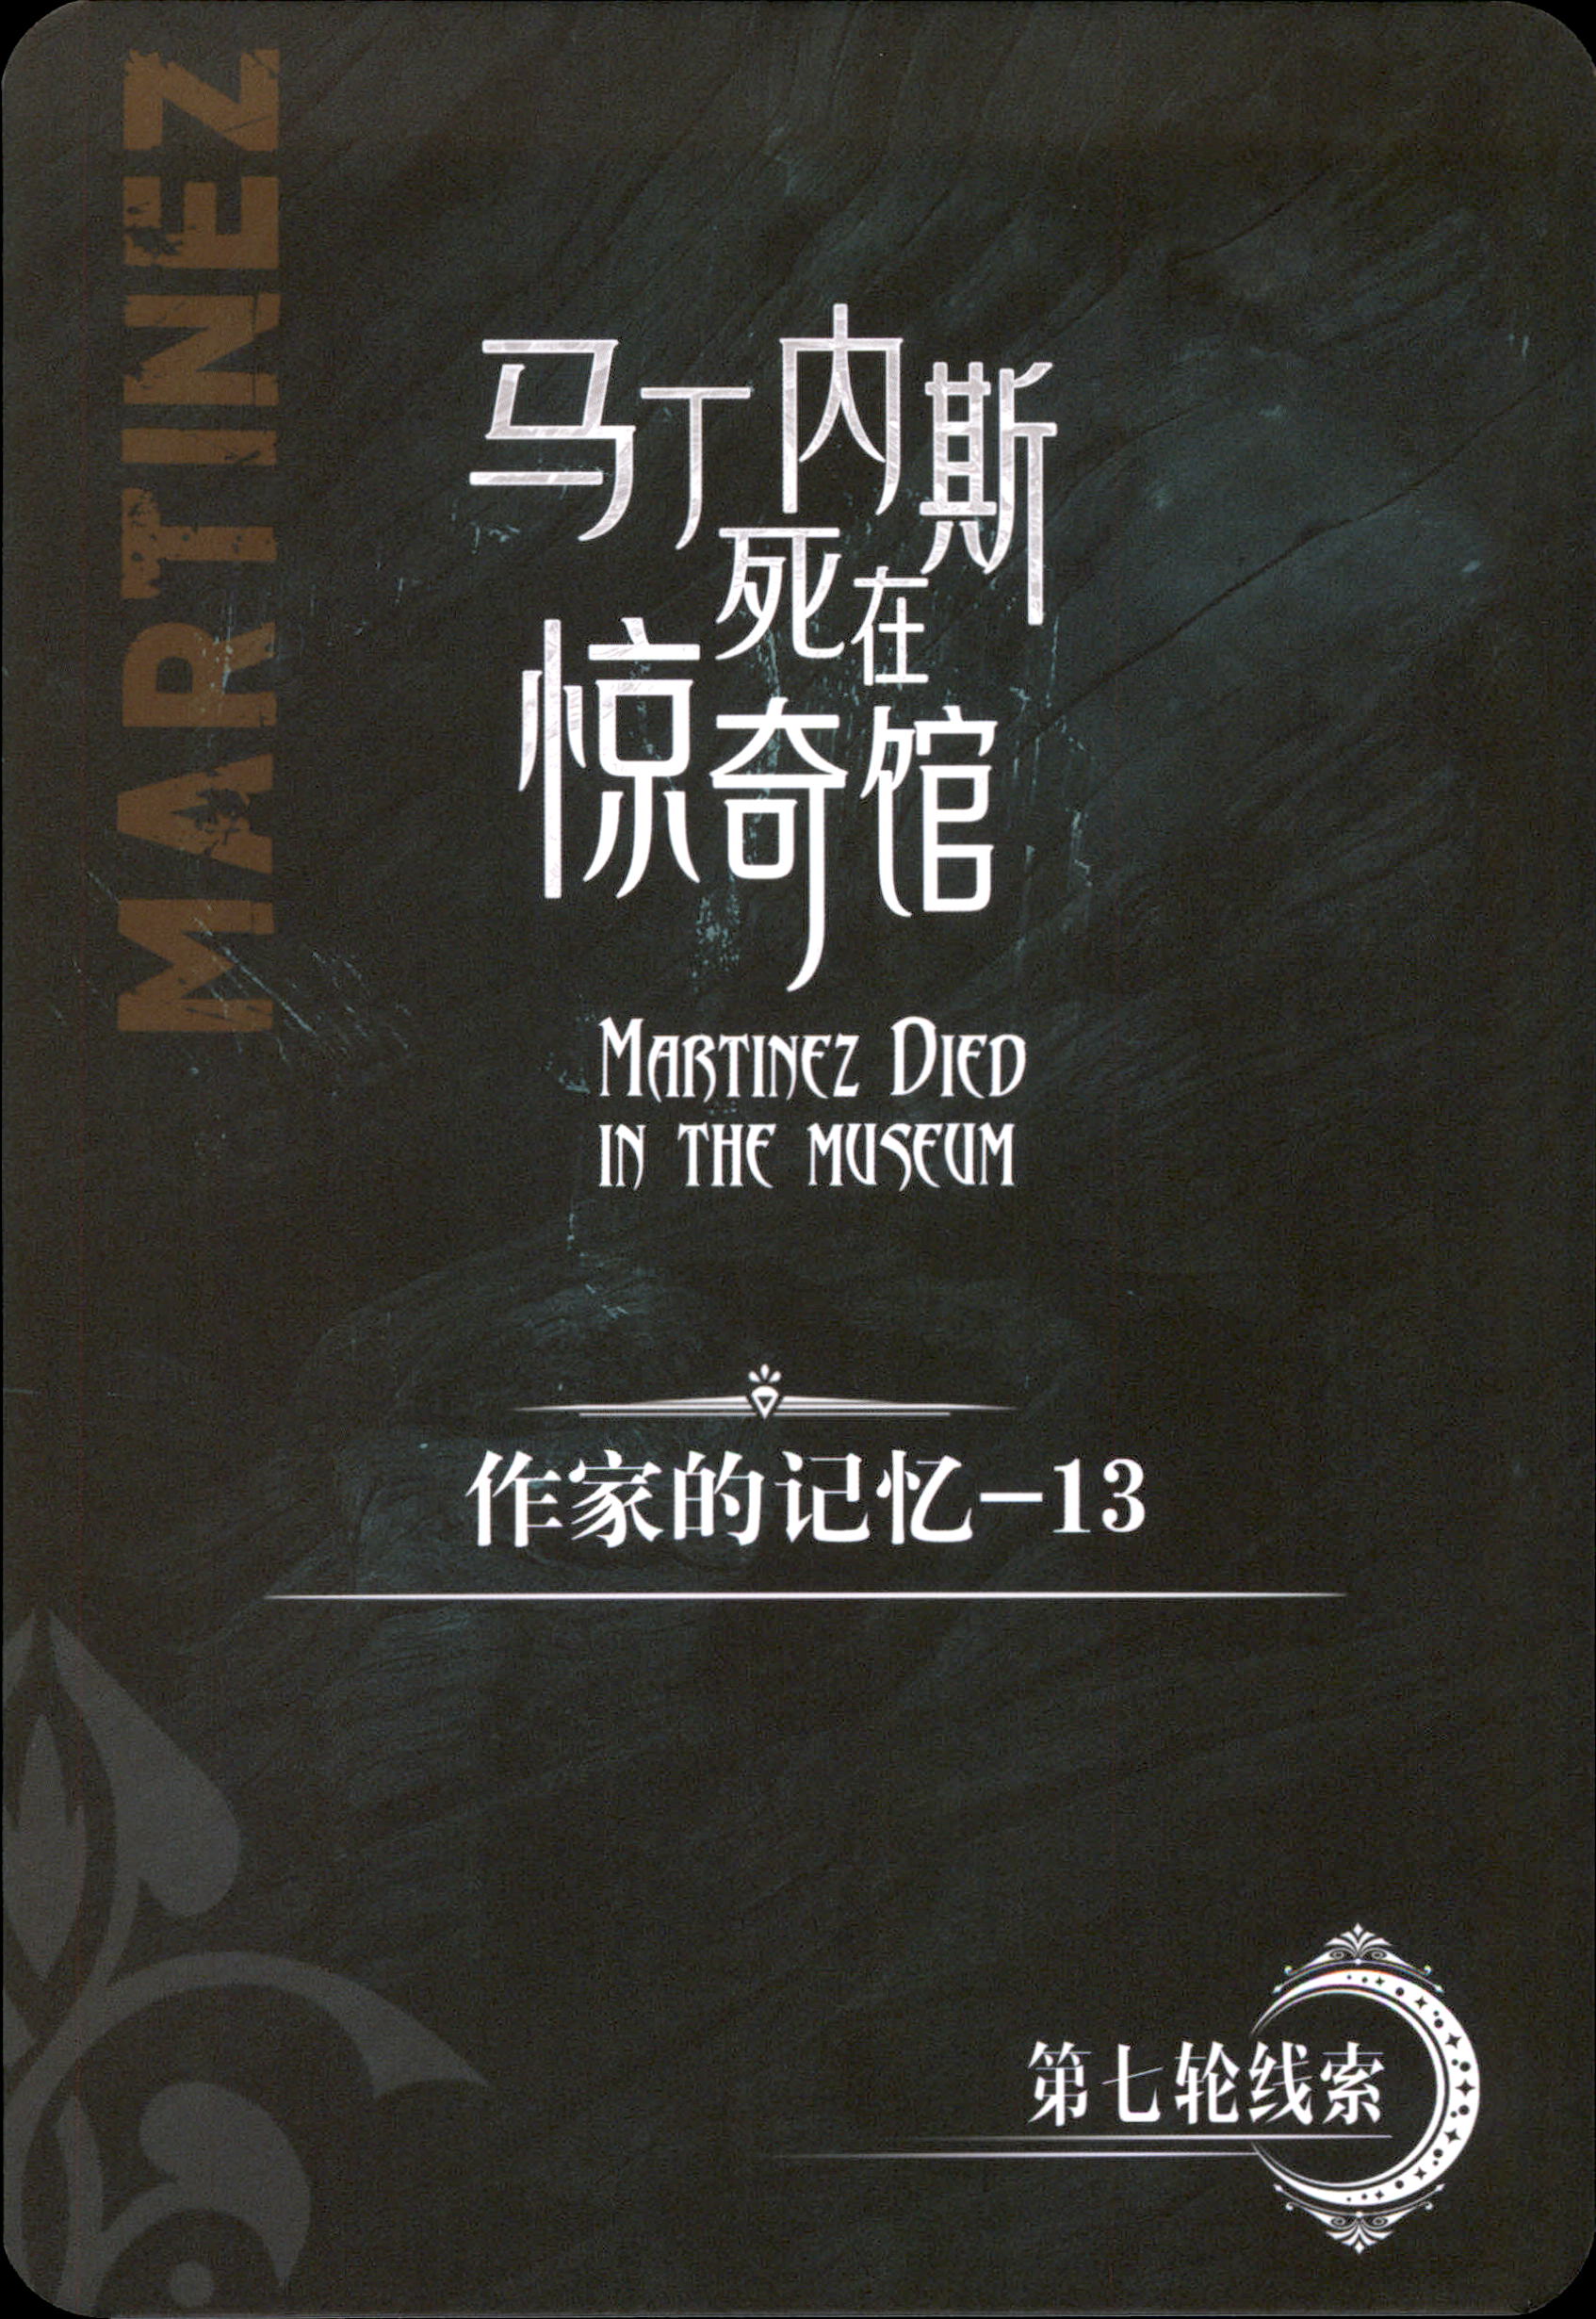 MARTINEZ
马丁内斯
死在
惊奇馆
MARTINEZ DIED
IN THE MUSEUM
作家的记忆-13
第七轮线索